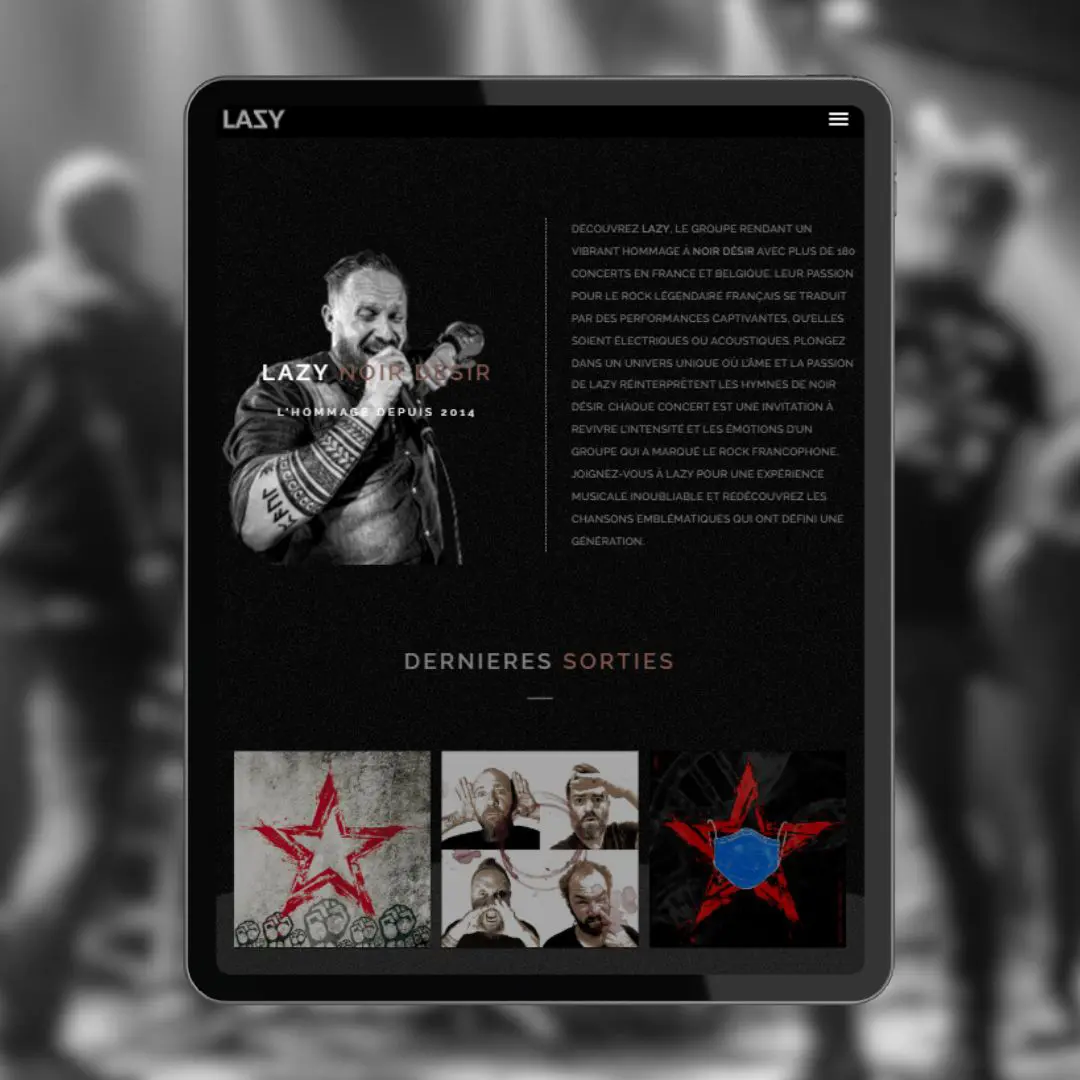 LAZY
LAZY NOIR DÉSIR
L'HOMMAGE DEPUIS 2014
DÉCOUVREZ LAZY, LE GROUPE RENDANT UN
VIBRANT HOMMAGE À NOIR DÉSIR AVEC PLUS DE 180
CONCERTS EN FRANCE ET BELGIQUE. LEUR PASSION
POUR LE ROCK LÉGENDAIRE FRANÇAIS SE TRADUIT
PAR DES PERFORMANCES CAPTIVANTES, QU'ELLES
SOIENT ÉLECTRIQUES OU ACOUSTIQUES. PLONGEZ
DANS UN UNIVERS UNIQUE OÙ L'ÂME ET LA PASSION
DE LAZY RÉINTERPRÈTENT LES HYMNES DE NOIR
DÉSIR. CHAQUE CONCERT EST UNE INVITATION À
REVIVRE L'INTENSITÉ ET LES ÉMOTIONS D'UN
GROUPE QUI A MARQUÉ LE ROCK FRANCOPHONE.
JOIGNEZ-VOUS À LAZY POUR UNE EXPÉRIENCE
MUSICALE INOUBLIABLE ET REDÉCOUVREZ LES
CHANSONS EMBLÉMATIQUES QUI ONT DÉFINI UNE
GÉNÉRATION.
DERNIERES SORTIES